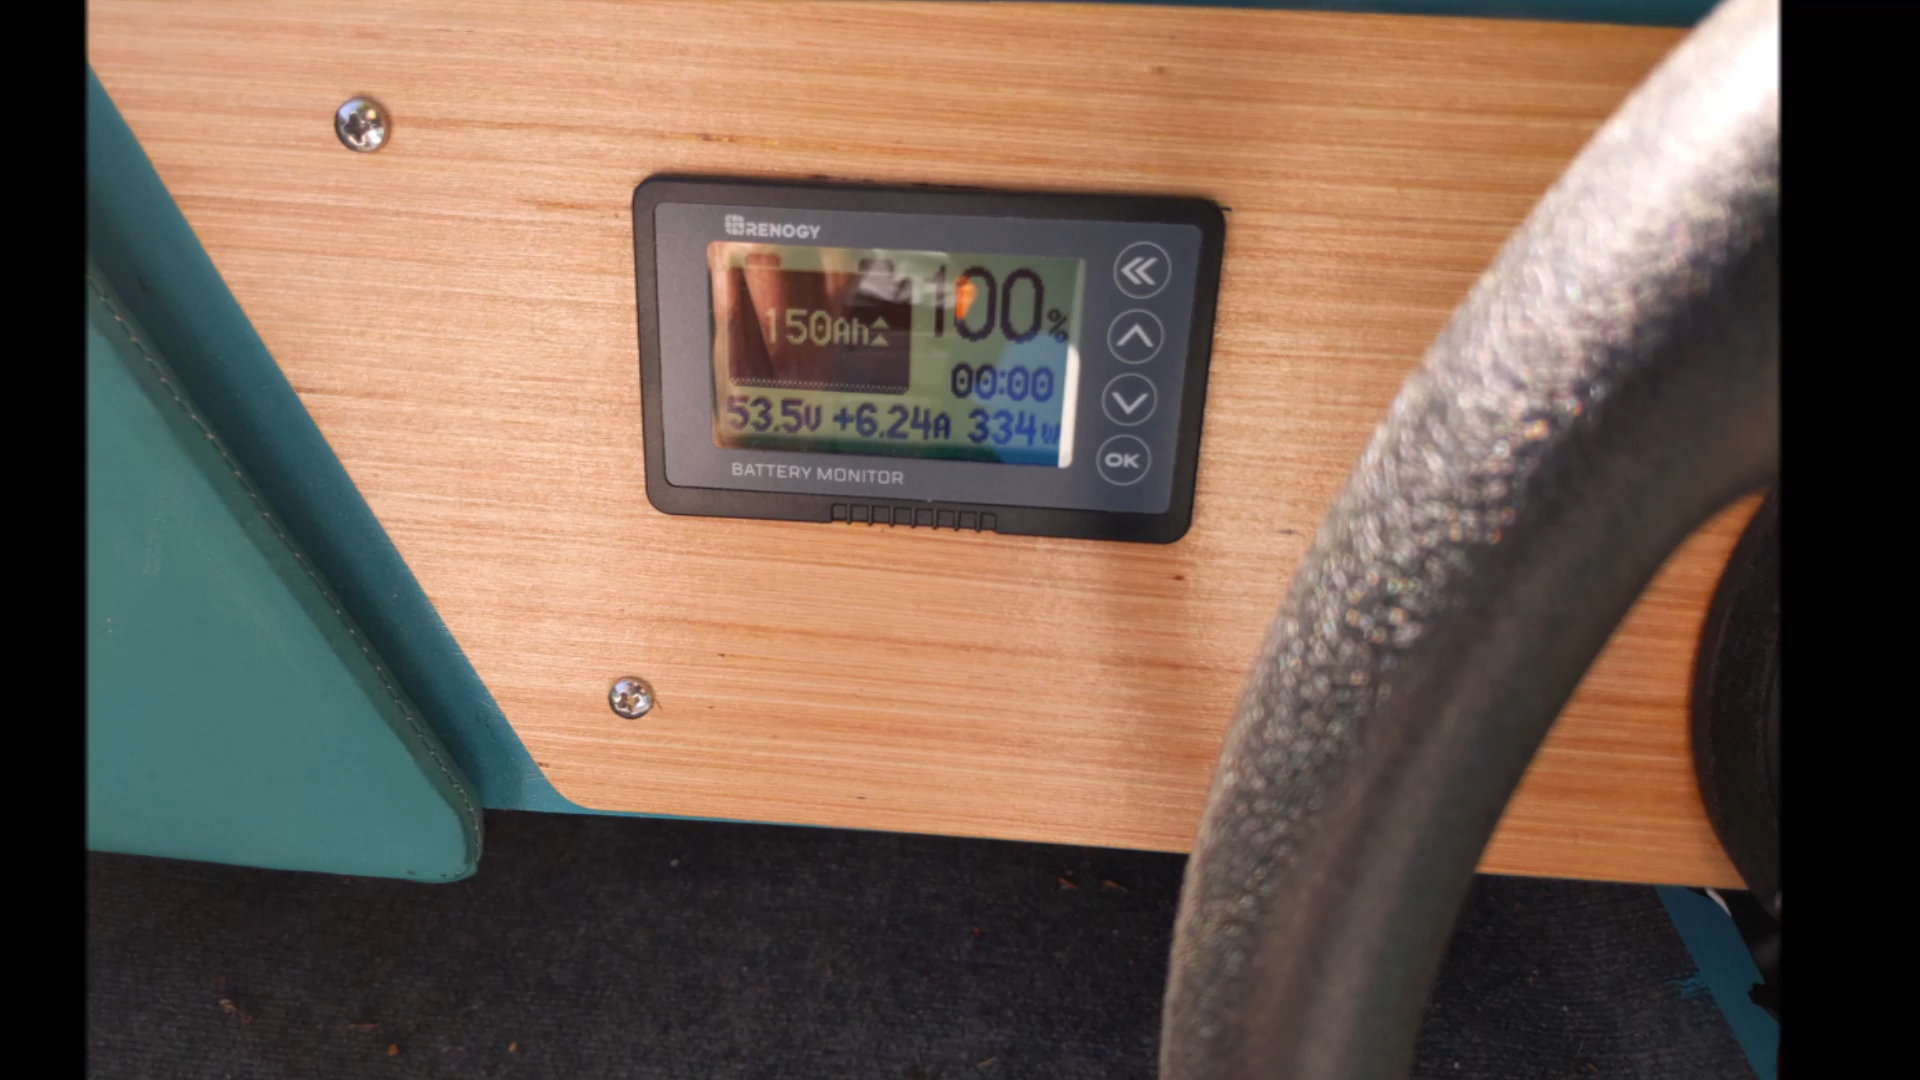 RENOGY
150Ah
100%
00:00
53.5V +6.24A 334W
BATTERY MONITOR
OK